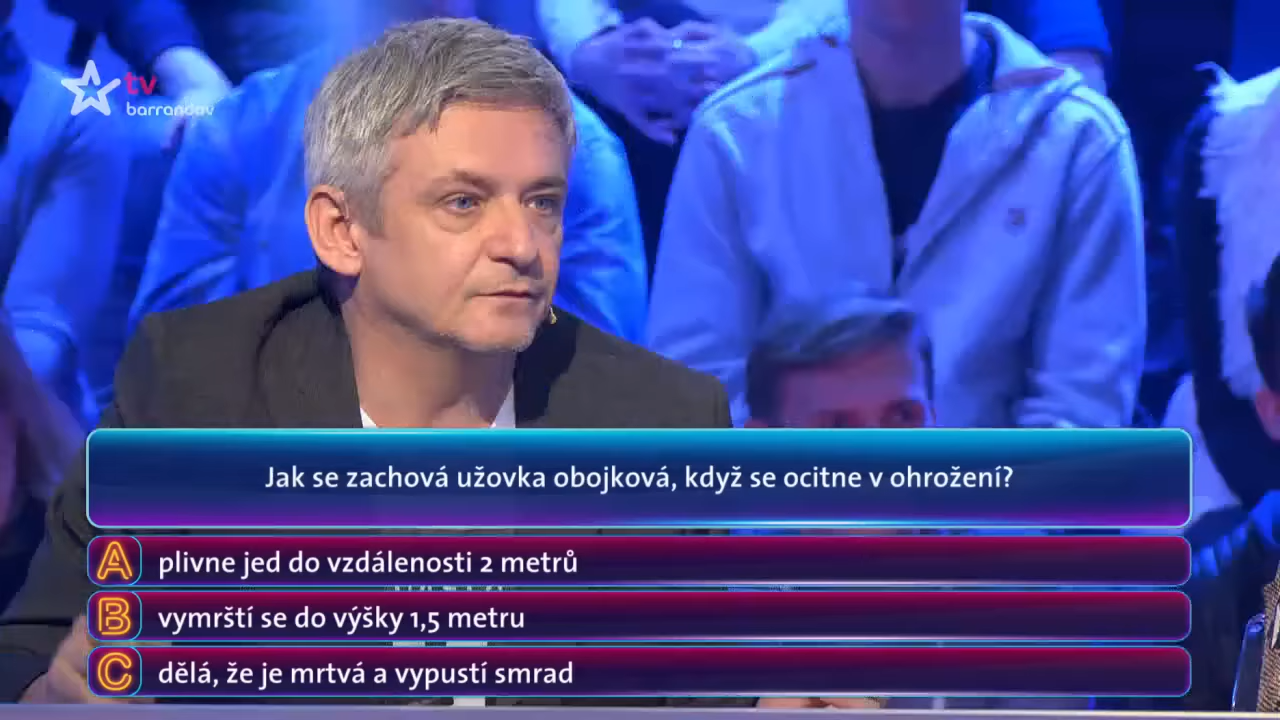 tv
barrandov
Jak se zachová užovka obojková, když se ocitne v ohrožení?
A plivne jed do vzdálenosti 2 metrů
B vymrští se do výšky 1,5 metru
C dělá, že je mrtvá a vypustí smrad